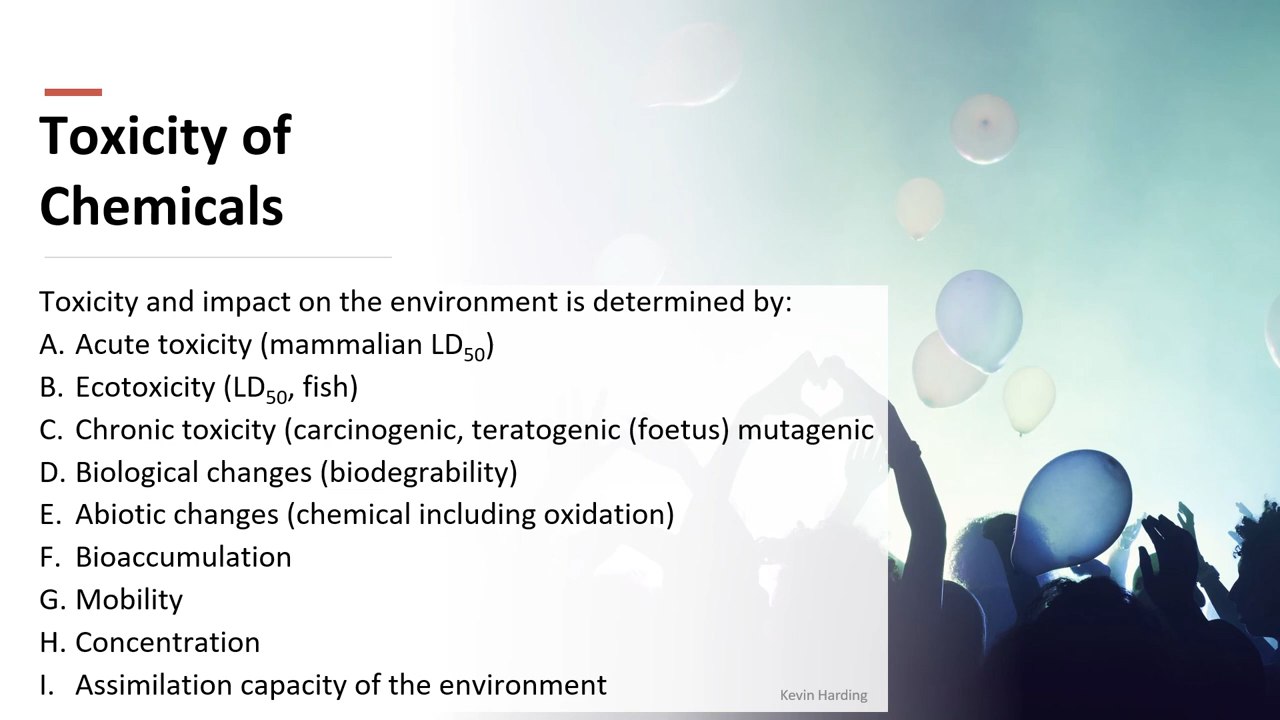 Toxicity of
Chemicals
Toxicity and impact on the environment is determined by:
A. Acute toxicity (mammalian LD50)
B. Ecotoxicity (LD50, fish)
C. Chronic toxicity (carcinogenic, teratogenic (foetus) mutagenic
D. Biological changes (biodegrability)
E. Abiotic changes (chemical including oxidation)
F. Bioaccumulation
G. Mobility
H. Concentration
I. Assimilation capacity of the environment
Kevin Harding